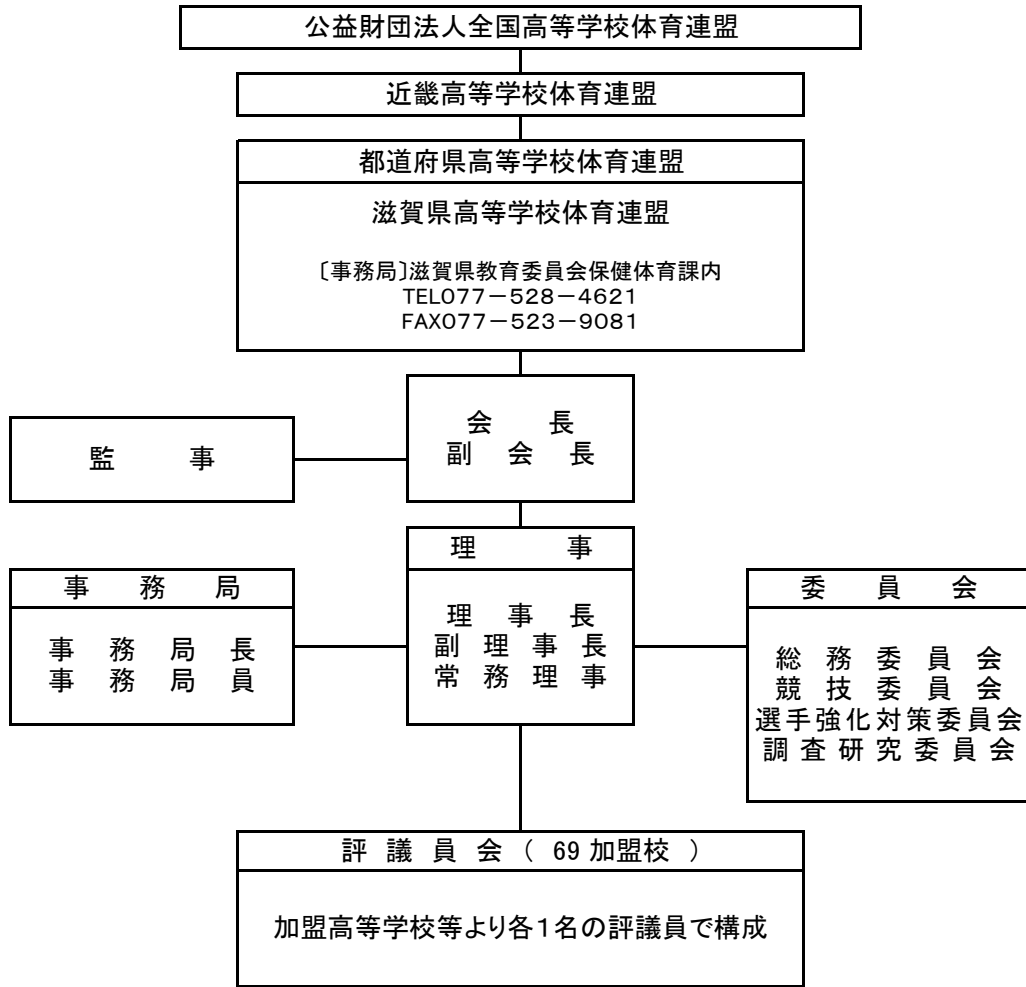 公益財団法人全国高等学校体育連盟
近畿高等学校体育連盟
都道府県高等学校体育連盟
滋賀県高等学校体育連盟
〔事務局〕滋賀県教育委員会保健体育課内
TEL077－528－4621
FAX077－523－9081
会長
副会長
監事
理事
理事長
副理事長
常務理事
事務局
事務局長
事務局員
委員会
総務委員会
競技委員会
選手強化対策委員会
調査研究委員会
評議員会（ 69 加盟校 ）
加盟高等学校等より各１名の評議員で構成